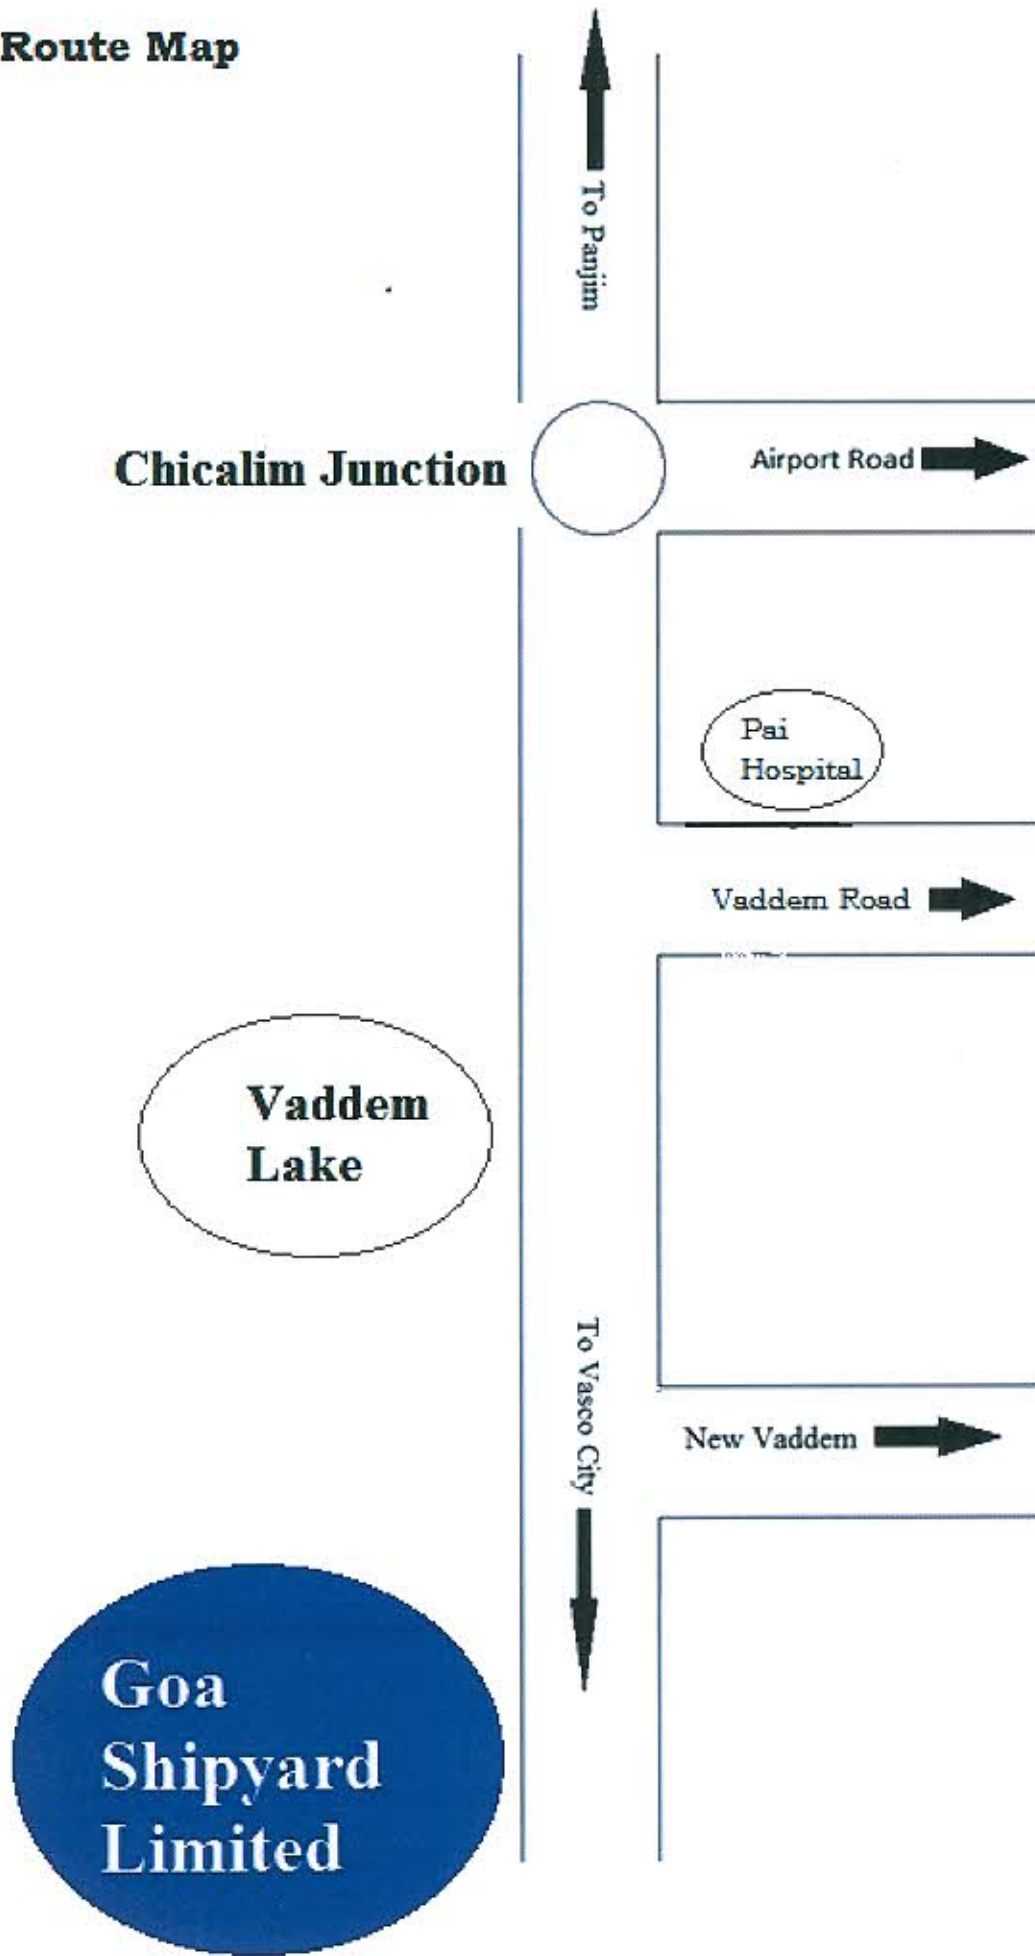 Route Map
To Panjim
Chicalim Junction
Airport Road
Pai
Hospital
Vaddem Road
Vaddem
Lake
To Vasco City
New Vaddem
Goa
Shipyard
Limited